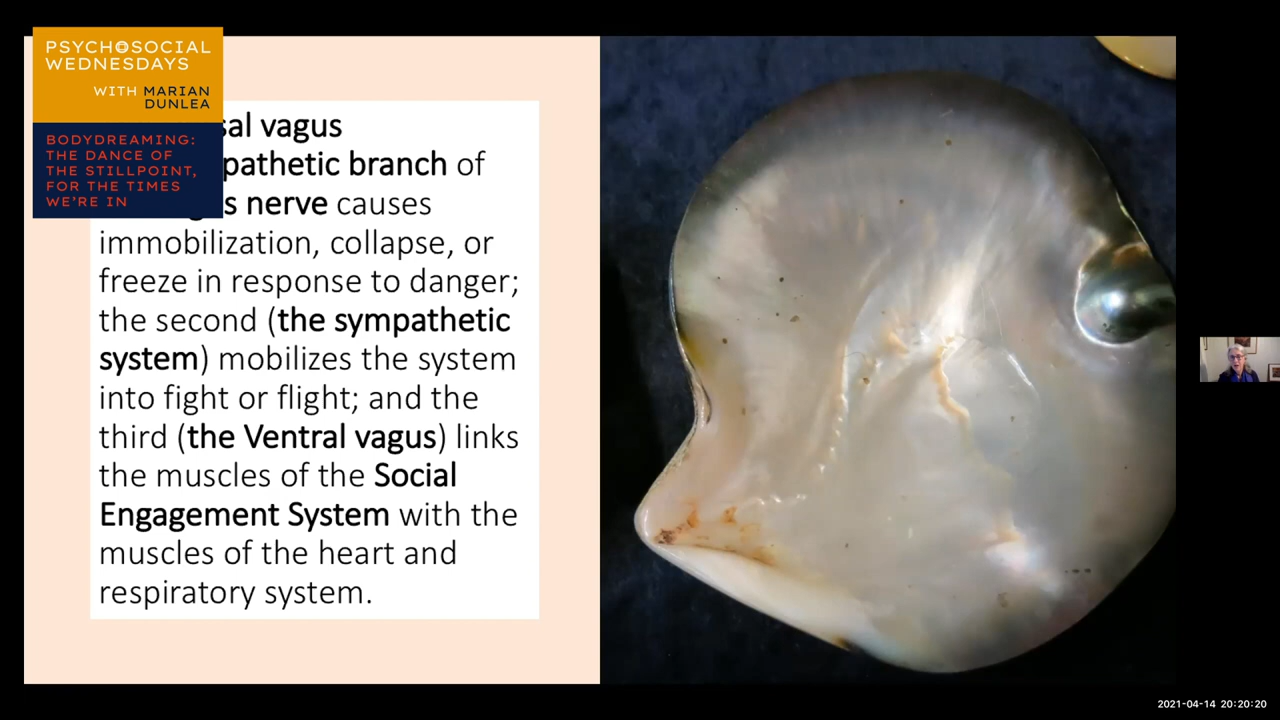 PSYCHOSOCIAL
WEDNESDAYS
WITH MARIAN
DUNLEA
BODYDREAMING:
THE DANCE OF
THE STILLPOINT,
FOR THE TIMES
WE'RE IN
vagus
branch of
nerve causes
immobilization, collapse, or
freeze in response to danger;
the second (the sympathetic
system) mobilizes the system
into fight or flight; and the
third (the Ventral vagus) links
the muscles of the Social
Engagement System with the
muscles of the heart and
respiratory system.
2021-04-14 20:20:20